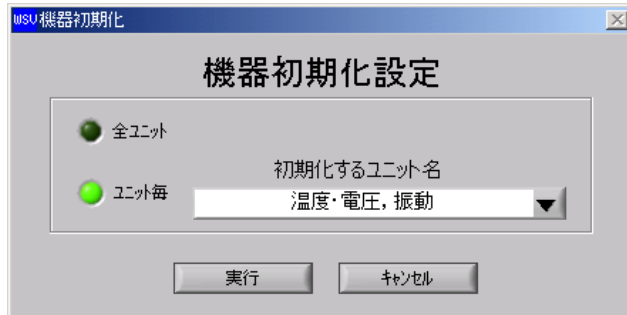 WSV機器初期化
機器初期化設定
全ﾕﾆｯﾄ
初期化するユニット名
ﾕﾆｯﾄ毎
温度･電圧,振動
実行
ｷｬﾝｾﾙ